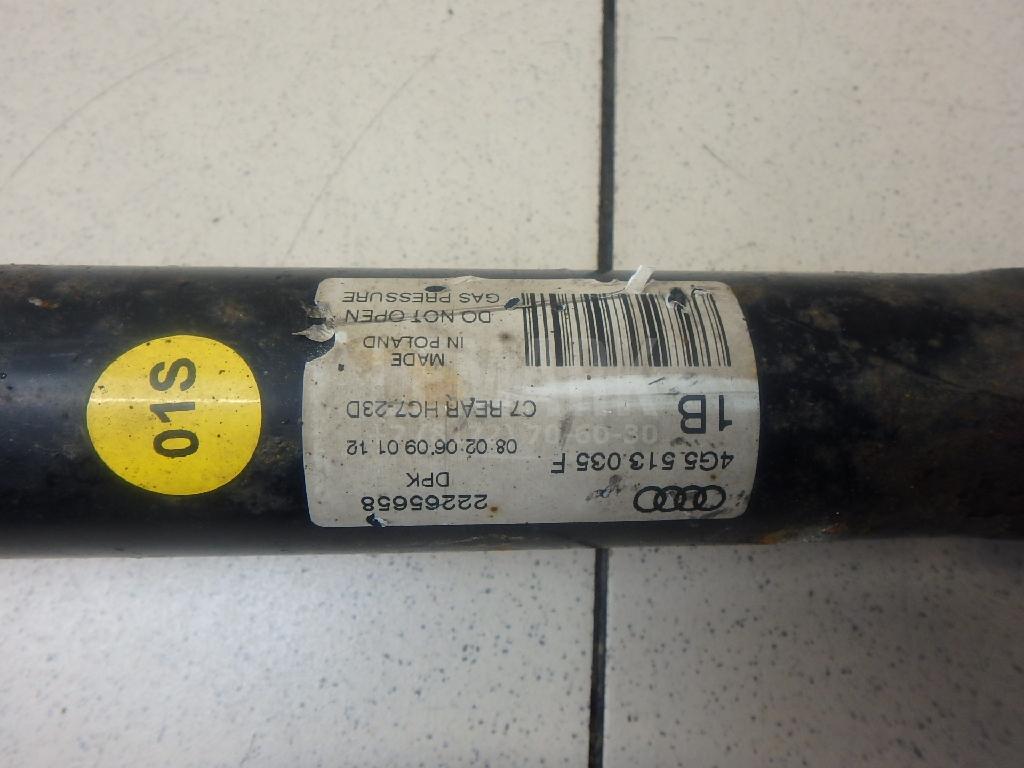 01S
22265658
4G5.513.035 F
DPK
08:02:06 09.01.12
1B
C7 REAR HC7-23D
MADE
IN POLAND
DO NOT OPEN
GAS PRESSURE